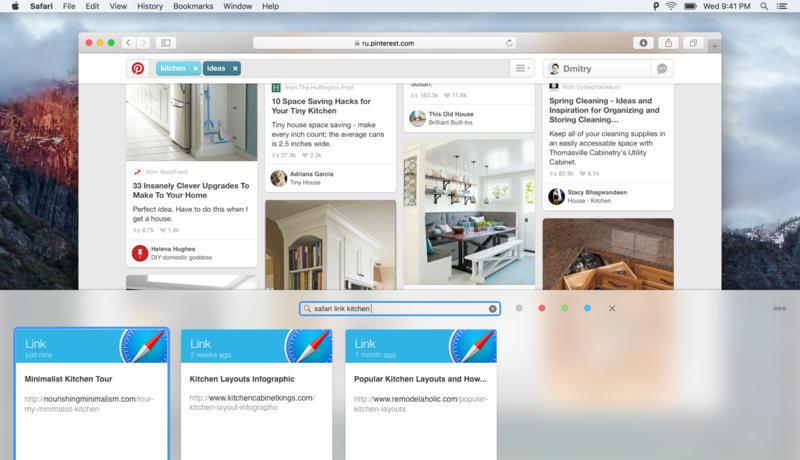 Safari File Edit View History Bookmarks Window Help
Wed 9:41 PM
ru.pinterest.com
kitchen ×
ideas ×
Dmitry
from BuzzFeed
33 Insanely Clever Upgrades To
Make To Your Home
Perfect idea. Have to do this when I
get a house.
6.7k 1.6k
Helena Hughes
DIY domestic goddess
from The Huffington Post
10 Space Saving Hacks for
Your Tiny Kitchen
Tiny house space saving - make
every inch count; the average cans
is 2.5 inches wide.
27.9k 2.3k
Adriana Garcia
Tiny House
Susan.
163.3k 11.6k
This Old House
Brilliant Built-Ins
from bystephanielynn
Spring Cleaning - Ideas and
Inspiration for Organizing and
Storing Cleaning...
Keep all of your cleaning supplies in
an easily accessable space with
Thomasville Cabinetry's Utility
Cabinet.
82.8k 6.1k
Stacy Bhagwandeen
House - Kitchen
safari link kitchen
Link
just now
Minimalist Kitchen Tour
http://nourishingminimalism.com/tour-
my-minimalist-kitchen
Link
2 weeks ago
Kitchen Layouts Infographic
http://www.kitchencabinetkings.com/
kitchen-layout-infographic
Link
1 month ago
Popular Kitchen Layouts and How...
http://www.remodelaholic.com/popular-
kitchen-layouts